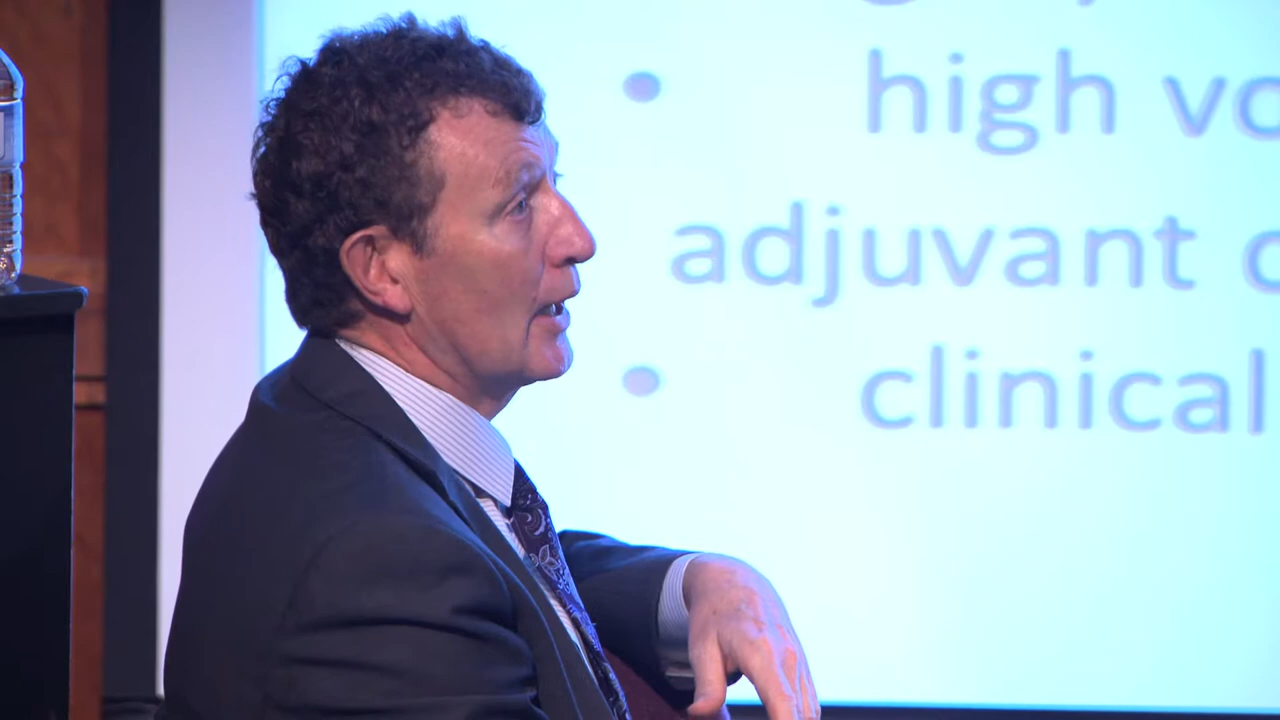 • high vo
adjuvant c
• clinical